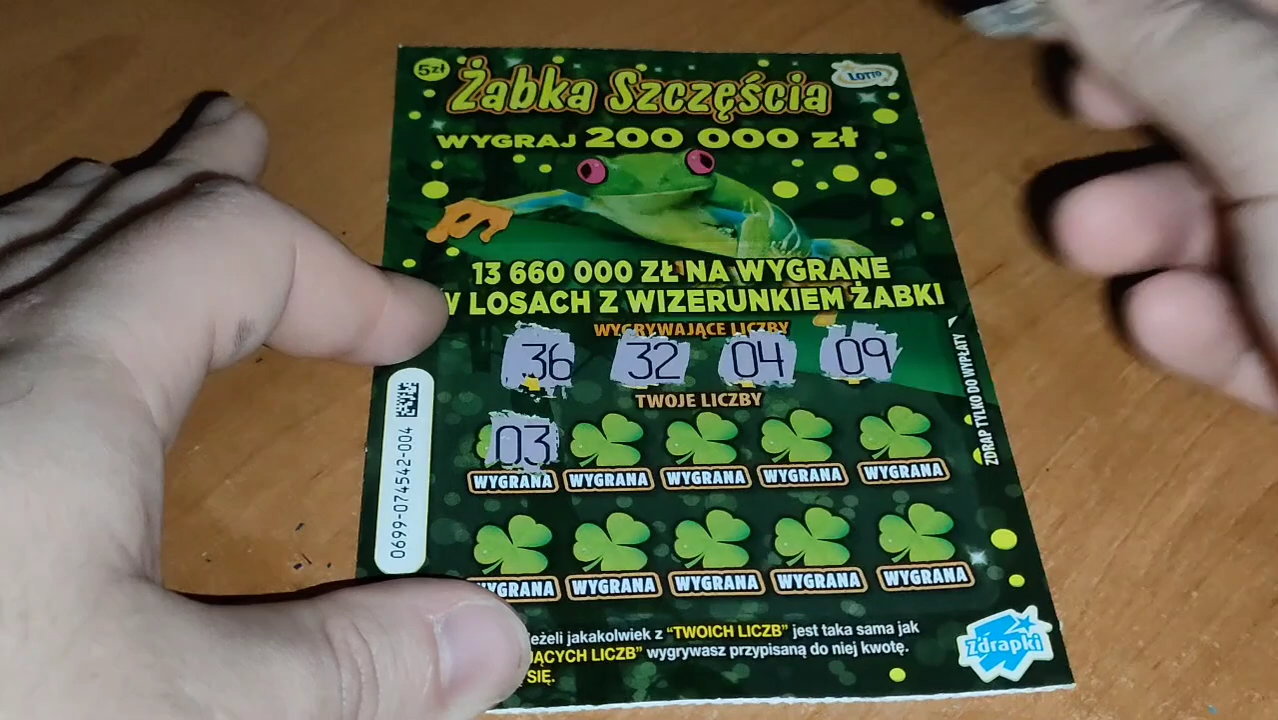 5zł
Żabka Szczęścia
LOTTO
WYGRAJ 200 000 zł
13 660 000 ZŁ NA WYGRANE
W LOSACH Z WIZERUNKIEM ŻABKI
WYGRYWAJĄCE LICZBY
36 32 04 09
TWOJE LICZBY
03
WYGRANA WYGRANA WYGRANA WYGRANA WYGRANA
WYGRANA WYGRANA WYGRANA WYGRANA WYGRANA
ZDRAP TYLKO DO WYPŁATY
0699-074542-004
eżeli jakakolwiek z "TWOICH LICZB" jest taka sama jak
JĄCYCH LICZB" wygrywasz przypisaną do niej kwotę.
SIĘ.
Zdrapki